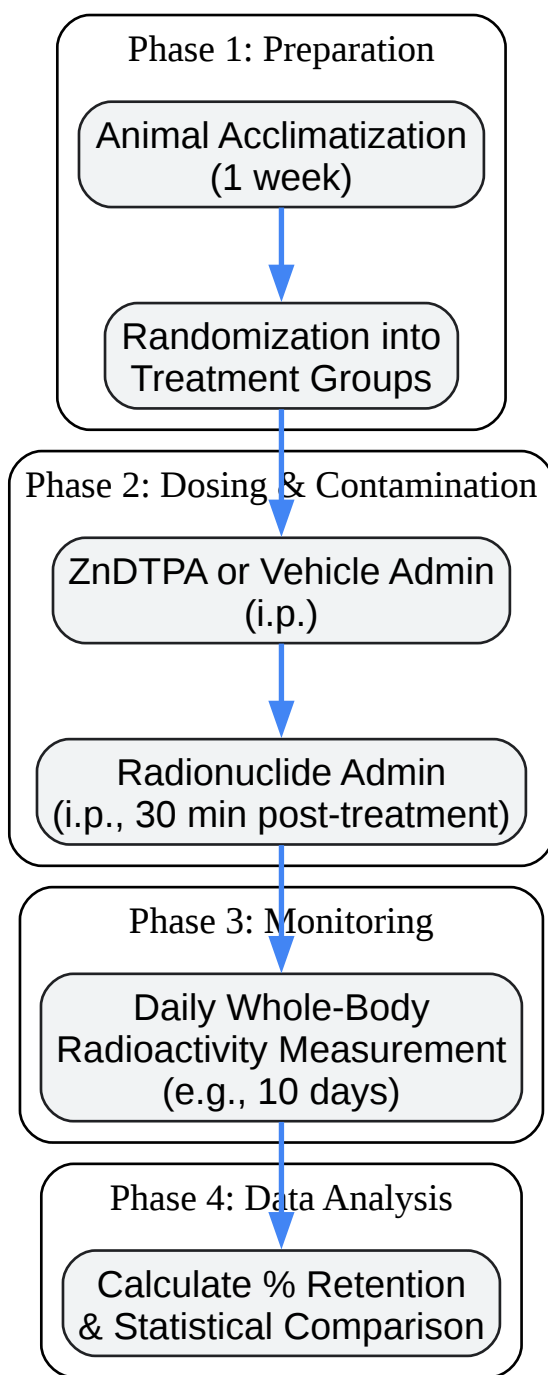 Phase 1: Preparation
Animal Acclimatization
(1 week)
Randomization into
Treatment Groups
Phase 2: Dosing & Contamination
ZnDTPA or Vehicle Admin
(i.p.)
Radionuclide Admin
(i.p., 30 min post-treatment)
Phase 3: Monitoring
Daily Whole-Body
Radioactivity Measurement
(e.g., 10 days)
Phase 4: Data Analysis
Calculate % Retention
& Statistical Comparison